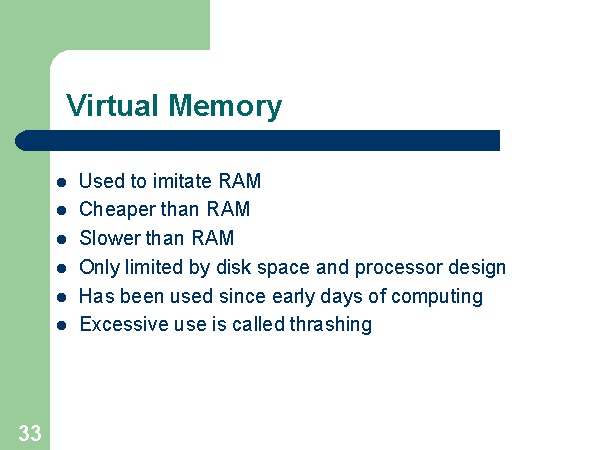 Virtual Memory
Used to imitate RAM
Cheaper than RAM
Slower than RAM
Only limited by disk space and processor design
Has been used since early days of computing
Excessive use is called thrashing
33